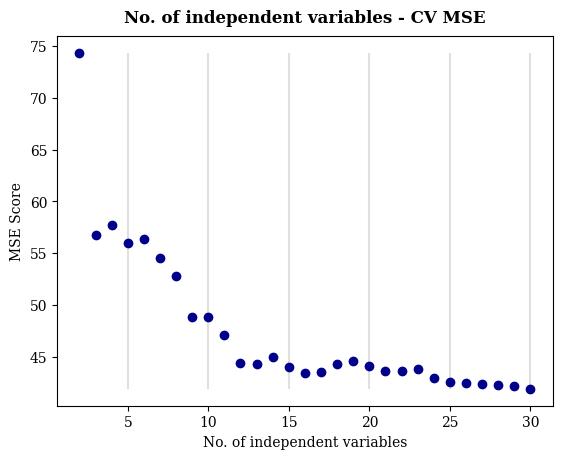 No. of independent variables - CV MSE
75
70
65
60
55
50
45
MSE Score
5 10 15 20 25 30
No. of independent variables